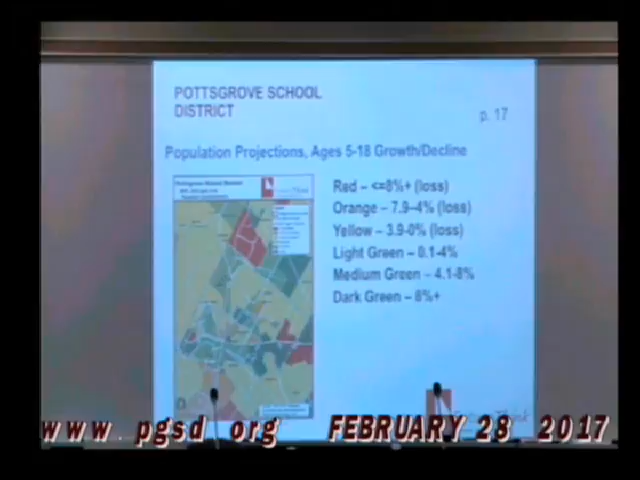 POTTSGROVE SCHOOL
DISTRICT
p. 17
Population Projections, Ages 5-18 Growth/Decline
Red – <=8%+ (loss)
Orange – 7.9–4% (loss)
Yellow – 3.9-0% (loss)
Light Green – 0.1-4%
Medium Green – 4.1-8%
Dark Green – 8%+
www. pgsd org FEBRUARY 28 2017